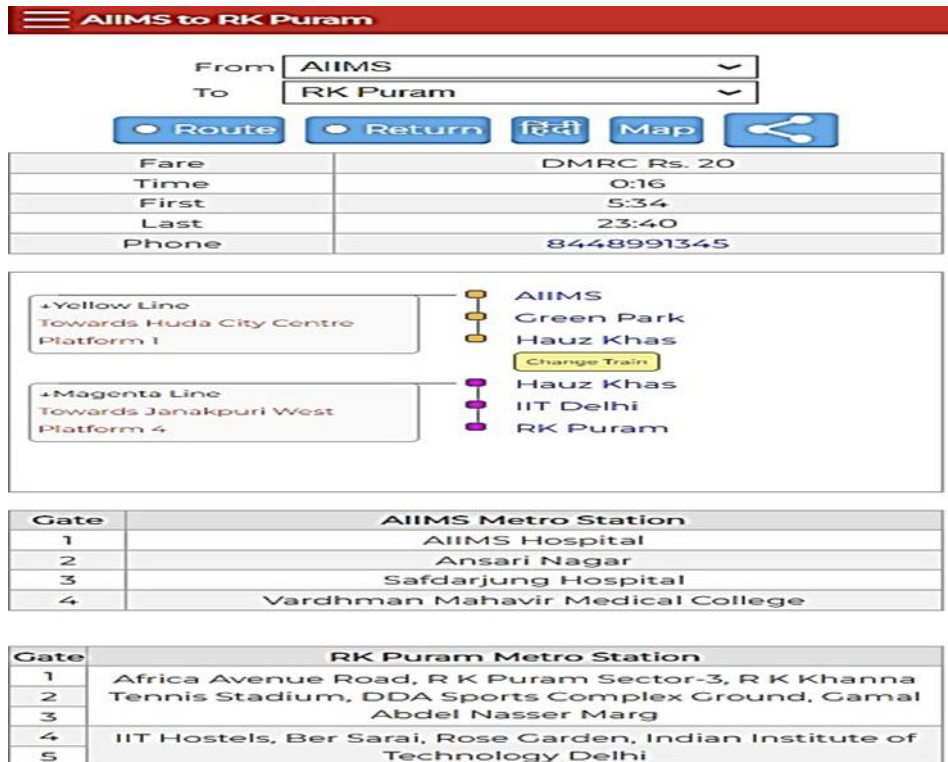 AIIMS to RK Puram
From AIIMS
To RK Puram
Route Return हिंदी Map
Fare DMRC Rs. 20
Time 0:16
First 5:34
Last 23:40
Phone 8448991345
↓Yellow Line
Towards Huda City Centre
Platform 1
AIIMS
Green Park
Hauz Khas
Change Train
↓Magenta Line
Towards Janakpuri West
Platform 4
Hauz Khas
IIT Delhi
RK Puram
Gate AIIMS Metro Station
1 AIIMS Hospital
2 Ansari Nagar
3 Safdarjung Hospital
4 Vardhman Mahavir Medical College
Gate RK Puram Metro Station
1 Africa Avenue Road, R K Puram Sector-3, R K Khanna
2 Tennis Stadium, DDA Sports Complex Ground, Gamal
3 Abdel Nasser Marg
4 IIT Hostels, Ber Sarai, Rose Garden, Indian Institute of
5 Technology Delhi